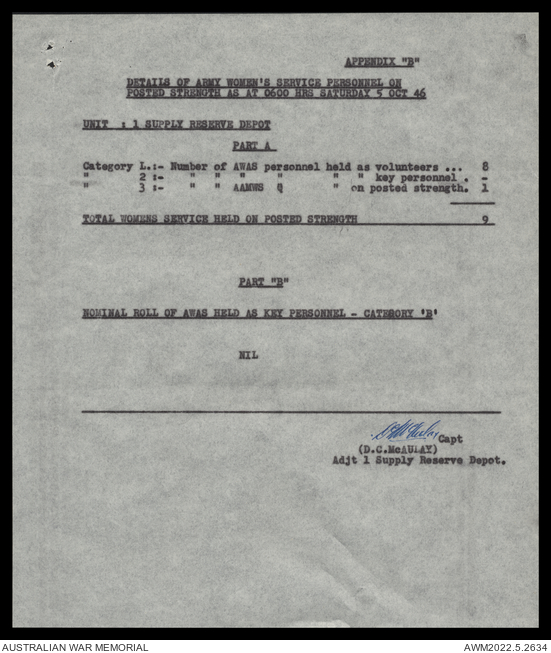 APPENDIX "B"
DETAILS OF ARMY WOMEN'S SERVICE PERSONNEL ON
POSTED STRENGTH AS AT 0600 HRS SATURDAY 5 OCT 46
UNIT : 1 SUPPLY RESERVE DEPOT
PART A
Category 1.:- Number of AWAS personnel held as volunteers ... 8
" 2 :- " " " " " " key personnel . -
" 3 :- " " AAMWS Q " on posted strength. 1
TOTAL WOMENS SERVICE HELD ON POSTED STRENGTH 9
PART "B"
NOMINAL ROLL OF AWAS HELD AS KEY PERSONNEL - CATEGORY 'B'
NIL
DCMcAulay Capt
(D.C.McAULAY)
Adjt 1 Supply Reserve Depot.
AUSTRALIAN WAR MEMORIAL AWM2022.5.2634